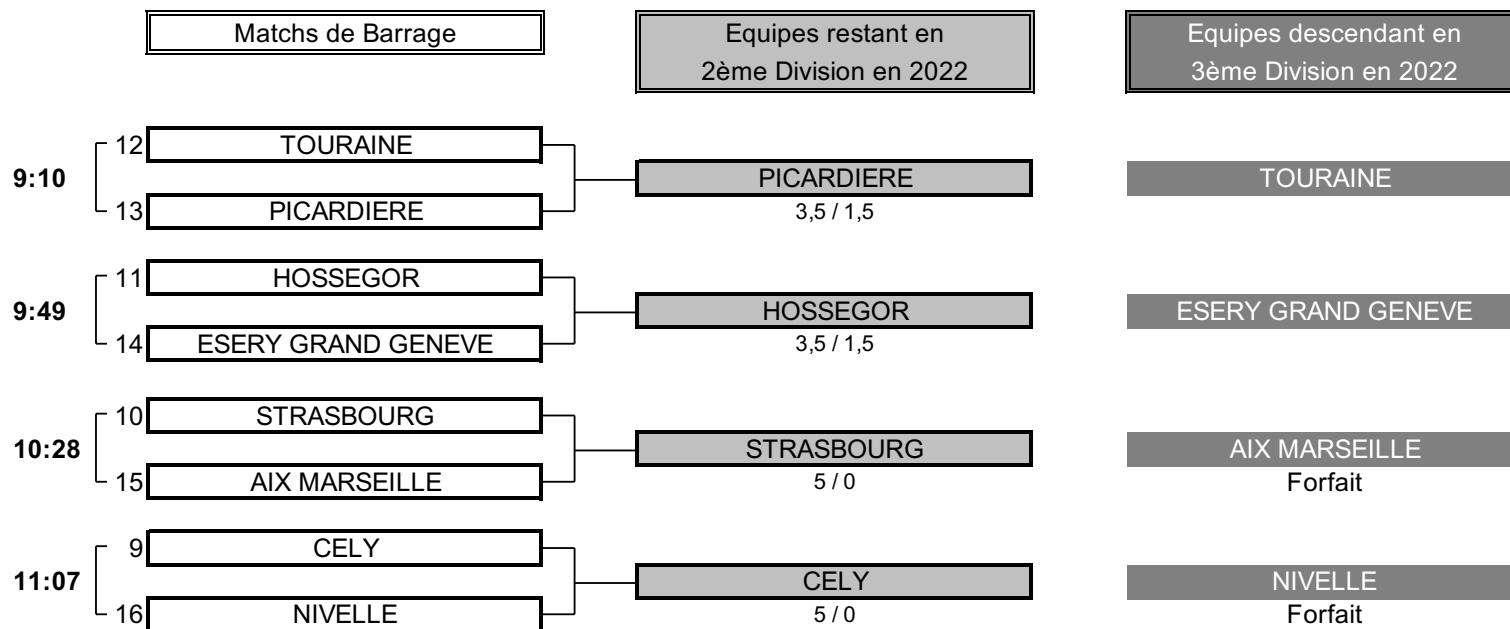 Matchs de Barrage
Equipes restant en
2ème Division en 2022
Equipes descendant en
3ème Division en 2022
12 TOURAINE
9:10 PICARDIERE TOURAINE
13 PICARDIERE 3,5 / 1,5
11 HOSSEGOR
9:49 HOSSEGOR ESERY GRAND GENEVE
14 ESERY GRAND GENEVE 3,5 / 1,5
10 STRASBOURG
10:28 STRASBOURG AIX MARSEILLE
15 AIX MARSEILLE 5 / 0 Forfait
9 CELY
11:07 CELY NIVELLE
16 NIVELLE 5 / 0 Forfait